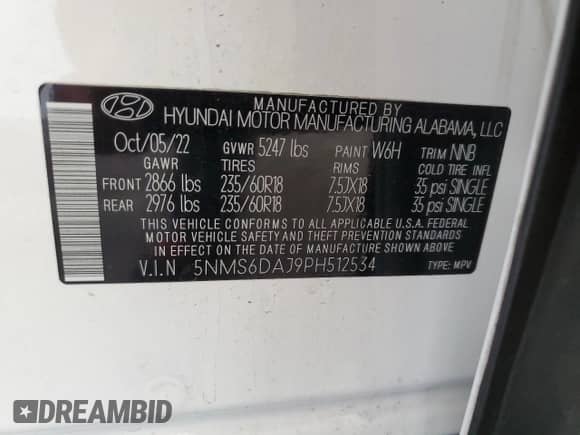 MANUFACTURED BY
HYUNDAI MOTOR MANUFACTURING ALABAMA, LLC
Oct/05/22 GVWR 5247 lbs PAINT W6H TRIM NNB
GAWR TIRES RIMS COLD TIRE INFL
FRONT 2866 lbs 235/60R18 7.5JX18 35 psi SINGLE
REAR 2976 lbs 235/60R18 7.5JX18 35 psi SINGLE
THIS VEHICLE CONFORMS TO ALL APPLICABLE U.S.A. FEDERAL
MOTOR VEHICLE SAFETY AND THEFT PREVENTION STANDARDS
IN EFFECT ON THE DATE OF MANUFACTURE SHOWN ABOVE.
V.I.N 5NMS6DAJ9PH512534 TYPE: MPV
DREAMBID